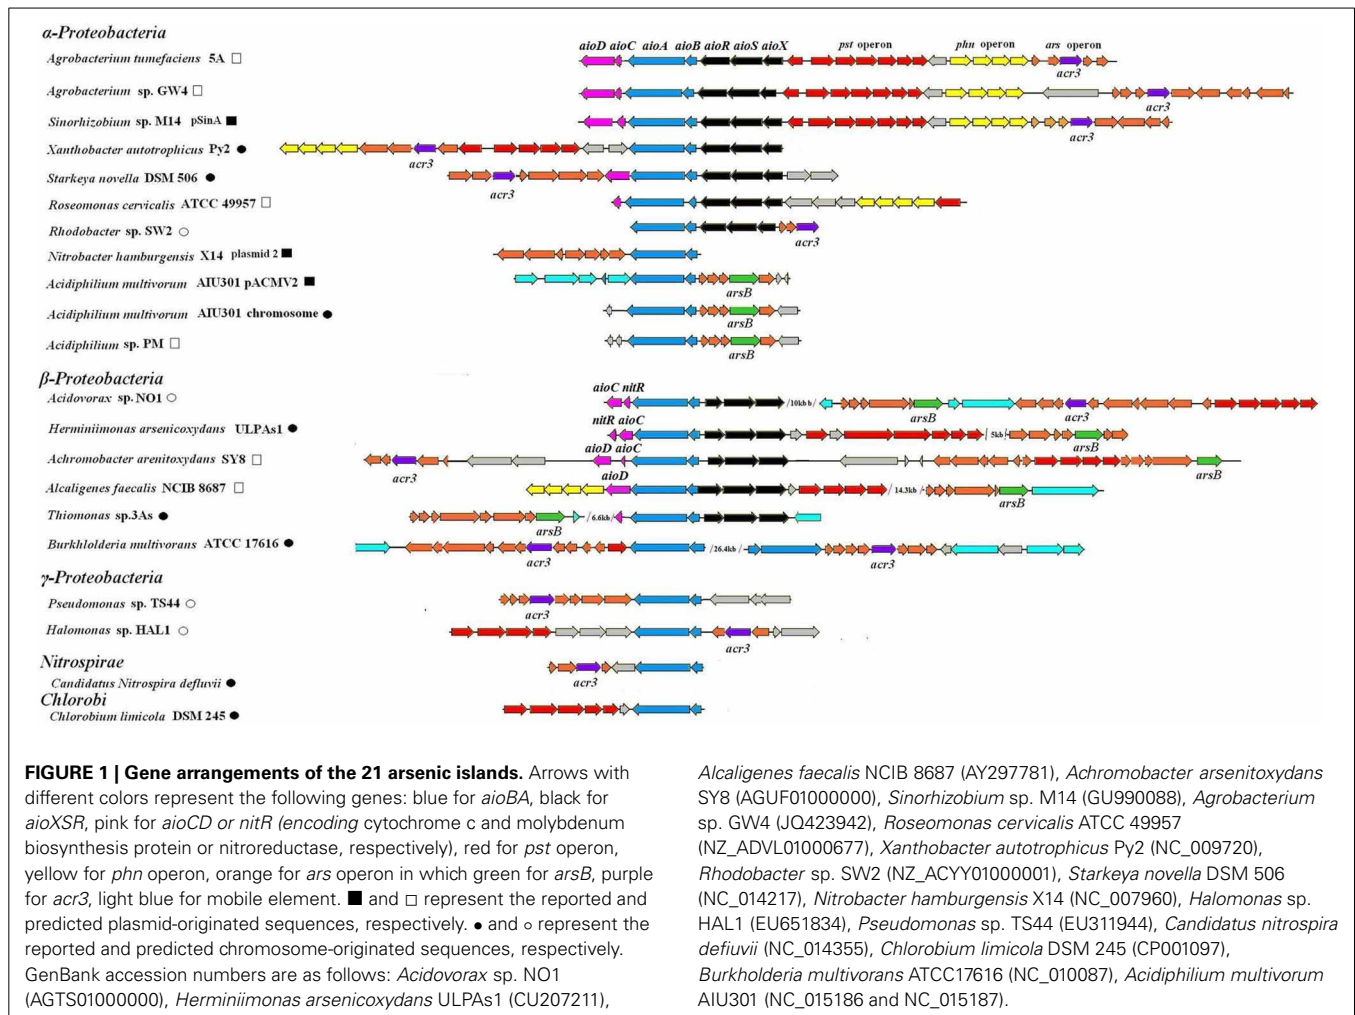 α-Proteobacteria
aioD aioC aioA aioB aioR aioS aioX pst operon phn operon ars operon
Agrobacterium tumefaciens 5A □
acr3
Agrobacterium sp. GW4 □
acr3
Sinorhizobium sp. M14 pSinA ■
acr3
Xanthobacter autotrophicus Py2 ●
acr3
Starkeya novella DSM 506 ●
acr3
Roseomonas cervicalis ATCC 49957 □
Rhodobacter sp. SW2 ○
acr3
Nitrobacter hamburgensis X14 plasmid 2 ■
Acidiphilium multivorum AIU301 pACMV2 ■
arsB
Acidiphilium multivorum AIU301 chromosome ●
arsB
Acidiphilium sp. PM □
arsB
β-Proteobacteria
aioC nitR
Acidovorax sp. NO1 ○ /10kb b/
arsB acr3
nitR aioC
Herminiimonas arsenicoxydans ULPAs1 ● / 5kb /
arsB
aioD aioC
Achromobacter arenitoxydans SY8 □
acr3 arsB
aioD
Alcaligenes faecalis NCIB 8687 □ / 14.3kb /
arsB
Thiomonas sp.3As ● / 6.6kb /
arsB
Burkhlolderia multivorans ATCC 17616 ● /26.4kb /
acr3 acr3
γ-Proteobacteria
Pseudomonas sp. TS44 ○
acr3
Halomonas sp. HAL1 ○
acr3
Nitrospirae
Candidatus Nitrospira defluvii ●
acr3
Chlorobi
Chlorobium limicola DSM 245 ●
FIGURE 1 | Gene arrangements of the 21 arsenic islands. Arrows with
different colors represent the following genes: blue for aioBA, black for
aioXSR, pink for aioCD or nitR (encoding cytochrome c and molybdenum
biosynthesis protein or nitroreductase, respectively), red for pst operon,
yellow for phn operon, orange for ars operon in which green for arsB, purple
for acr3, light blue for mobile element. ■ and □ represent the reported and
predicted plasmid-originated sequences, respectively. ● and ○ represent the
reported and predicted chromosome-originated sequences, respectively.
GenBank accession numbers are as follows: Acidovorax sp. NO1
(AGTS01000000), Herminiimonas arsenicoxydans ULPAs1 (CU207211),
Alcaligenes faecalis NCIB 8687 (AY297781), Achromobacter arsenitoxydans
SY8 (AGUF01000000), Sinorhizobium sp. M14 (GU990088), Agrobacterium
sp. GW4 (JQ423942), Roseomonas cervicalis ATCC 49957
(NZ_ADVL01000677), Xanthobacter autotrophicus Py2 (NC_009720),
Rhodobacter sp. SW2 (NZ_ACYY01000001), Starkeya novella DSM 506
(NC_014217), Nitrobacter hamburgensis X14 (NC_007960), Halomonas sp.
HAL1 (EU651834), Pseudomonas sp. TS44 (EU311944), Candidatus nitrospira
defiuvii (NC_014355), Chlorobium limicola DSM 245 (CP001097),
Burkholderia multivorans ATCC17616 (NC_010087), Acidiphilium multivorum
AIU301 (NC_015186 and NC_015187).